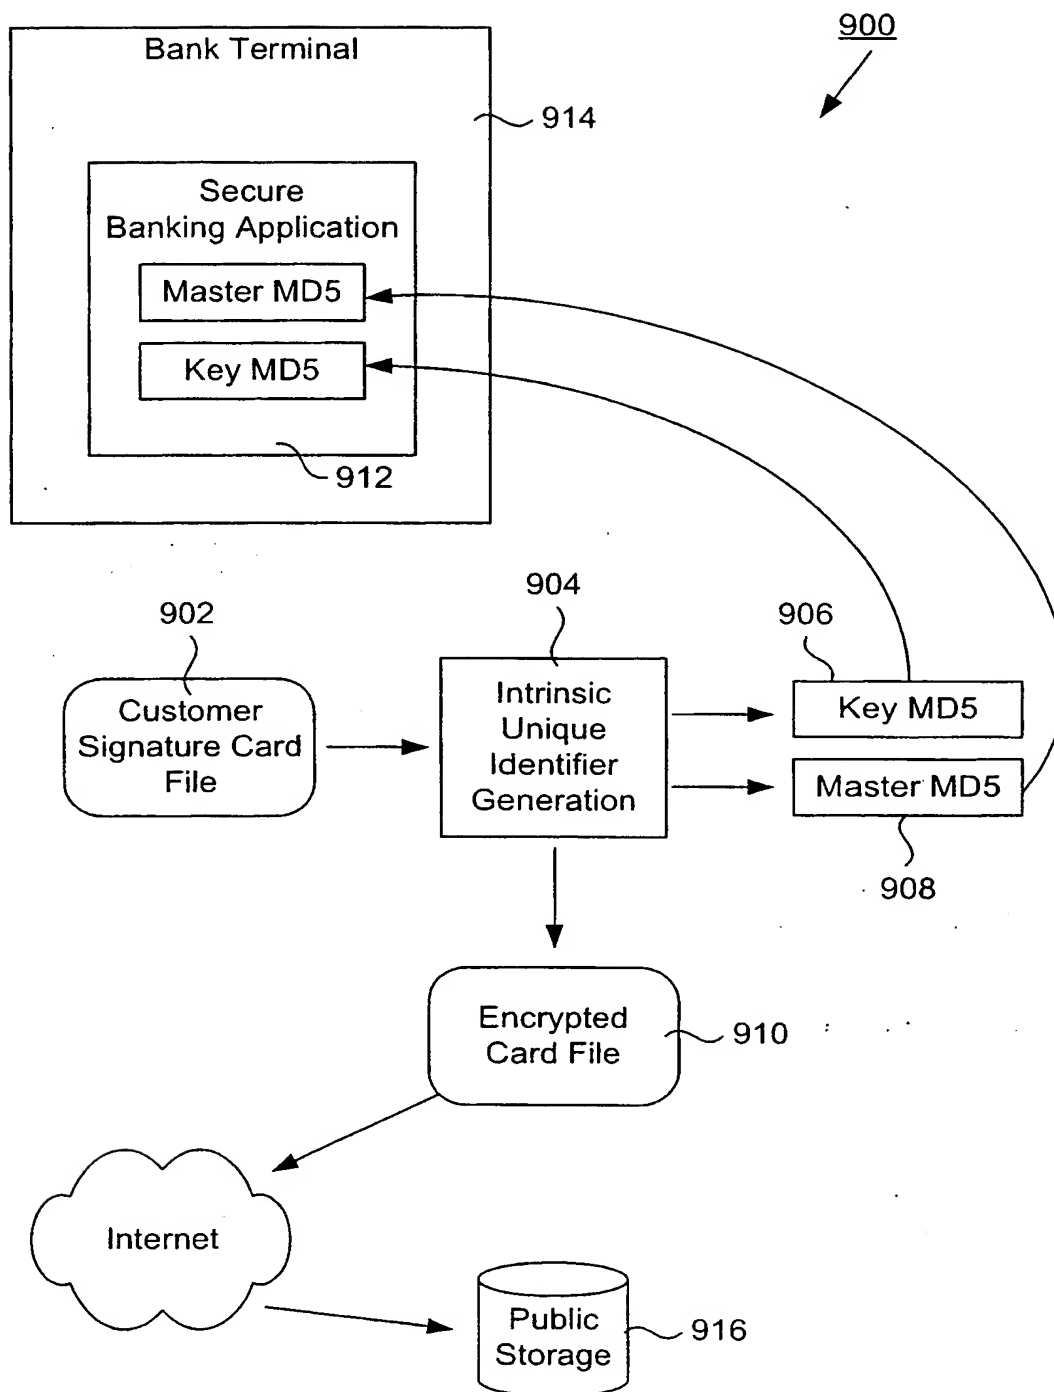 900
Bank Terminal
914
Secure
Banking Application
Master MD5
Key MD5
912
902
904
906
Customer
Signature Card
File
Intrinsic
Unique
Identifier
Generation
Key MD5
Master MD5
908
Encrypted
Card File
910
Internet
Public
Storage
916